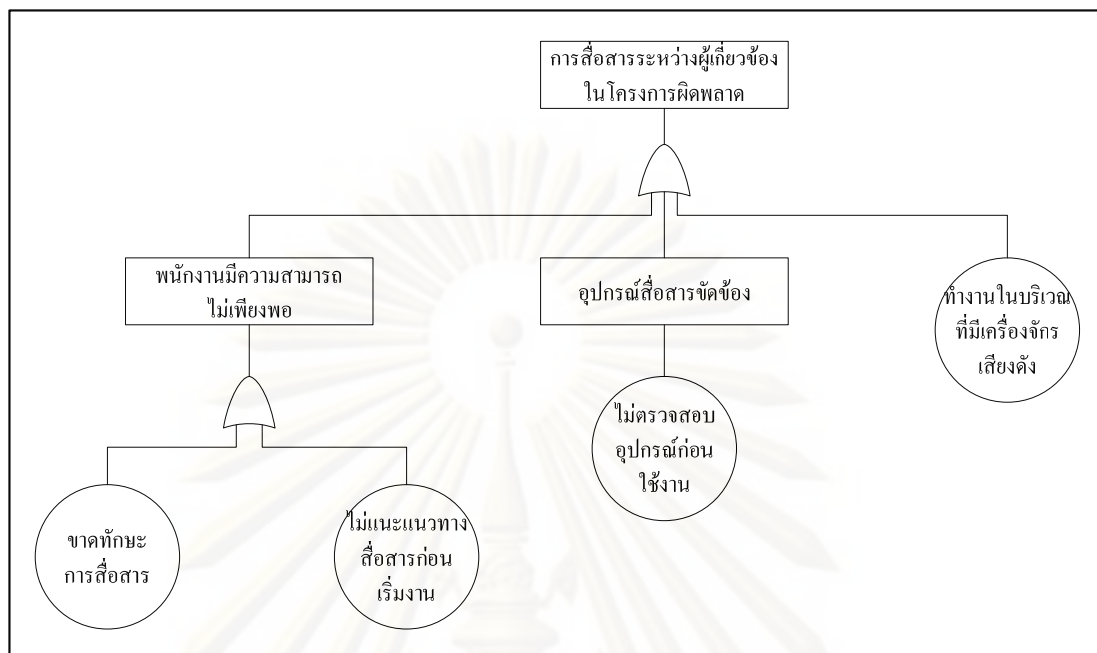 การสื่อสารระหว่างผู้เกี่ยวข้อง
ในโครงการผิดพลาด
พนักงานมีความสามารถ
ไม่เพียงพอ
อุปกรณ์สื่อสารขัดข้อง
ทำงานในบริเวณ
ที่มีเครื่องจักร
เสียงดัง
ไม่ตรวจสอบ
อุปกรณ์ก่อน
ใช้งาน
ขาดทักษะ
การสื่อสาร
ไม่แนะแนวทาง
สื่อสารก่อน
เริ่มงาน